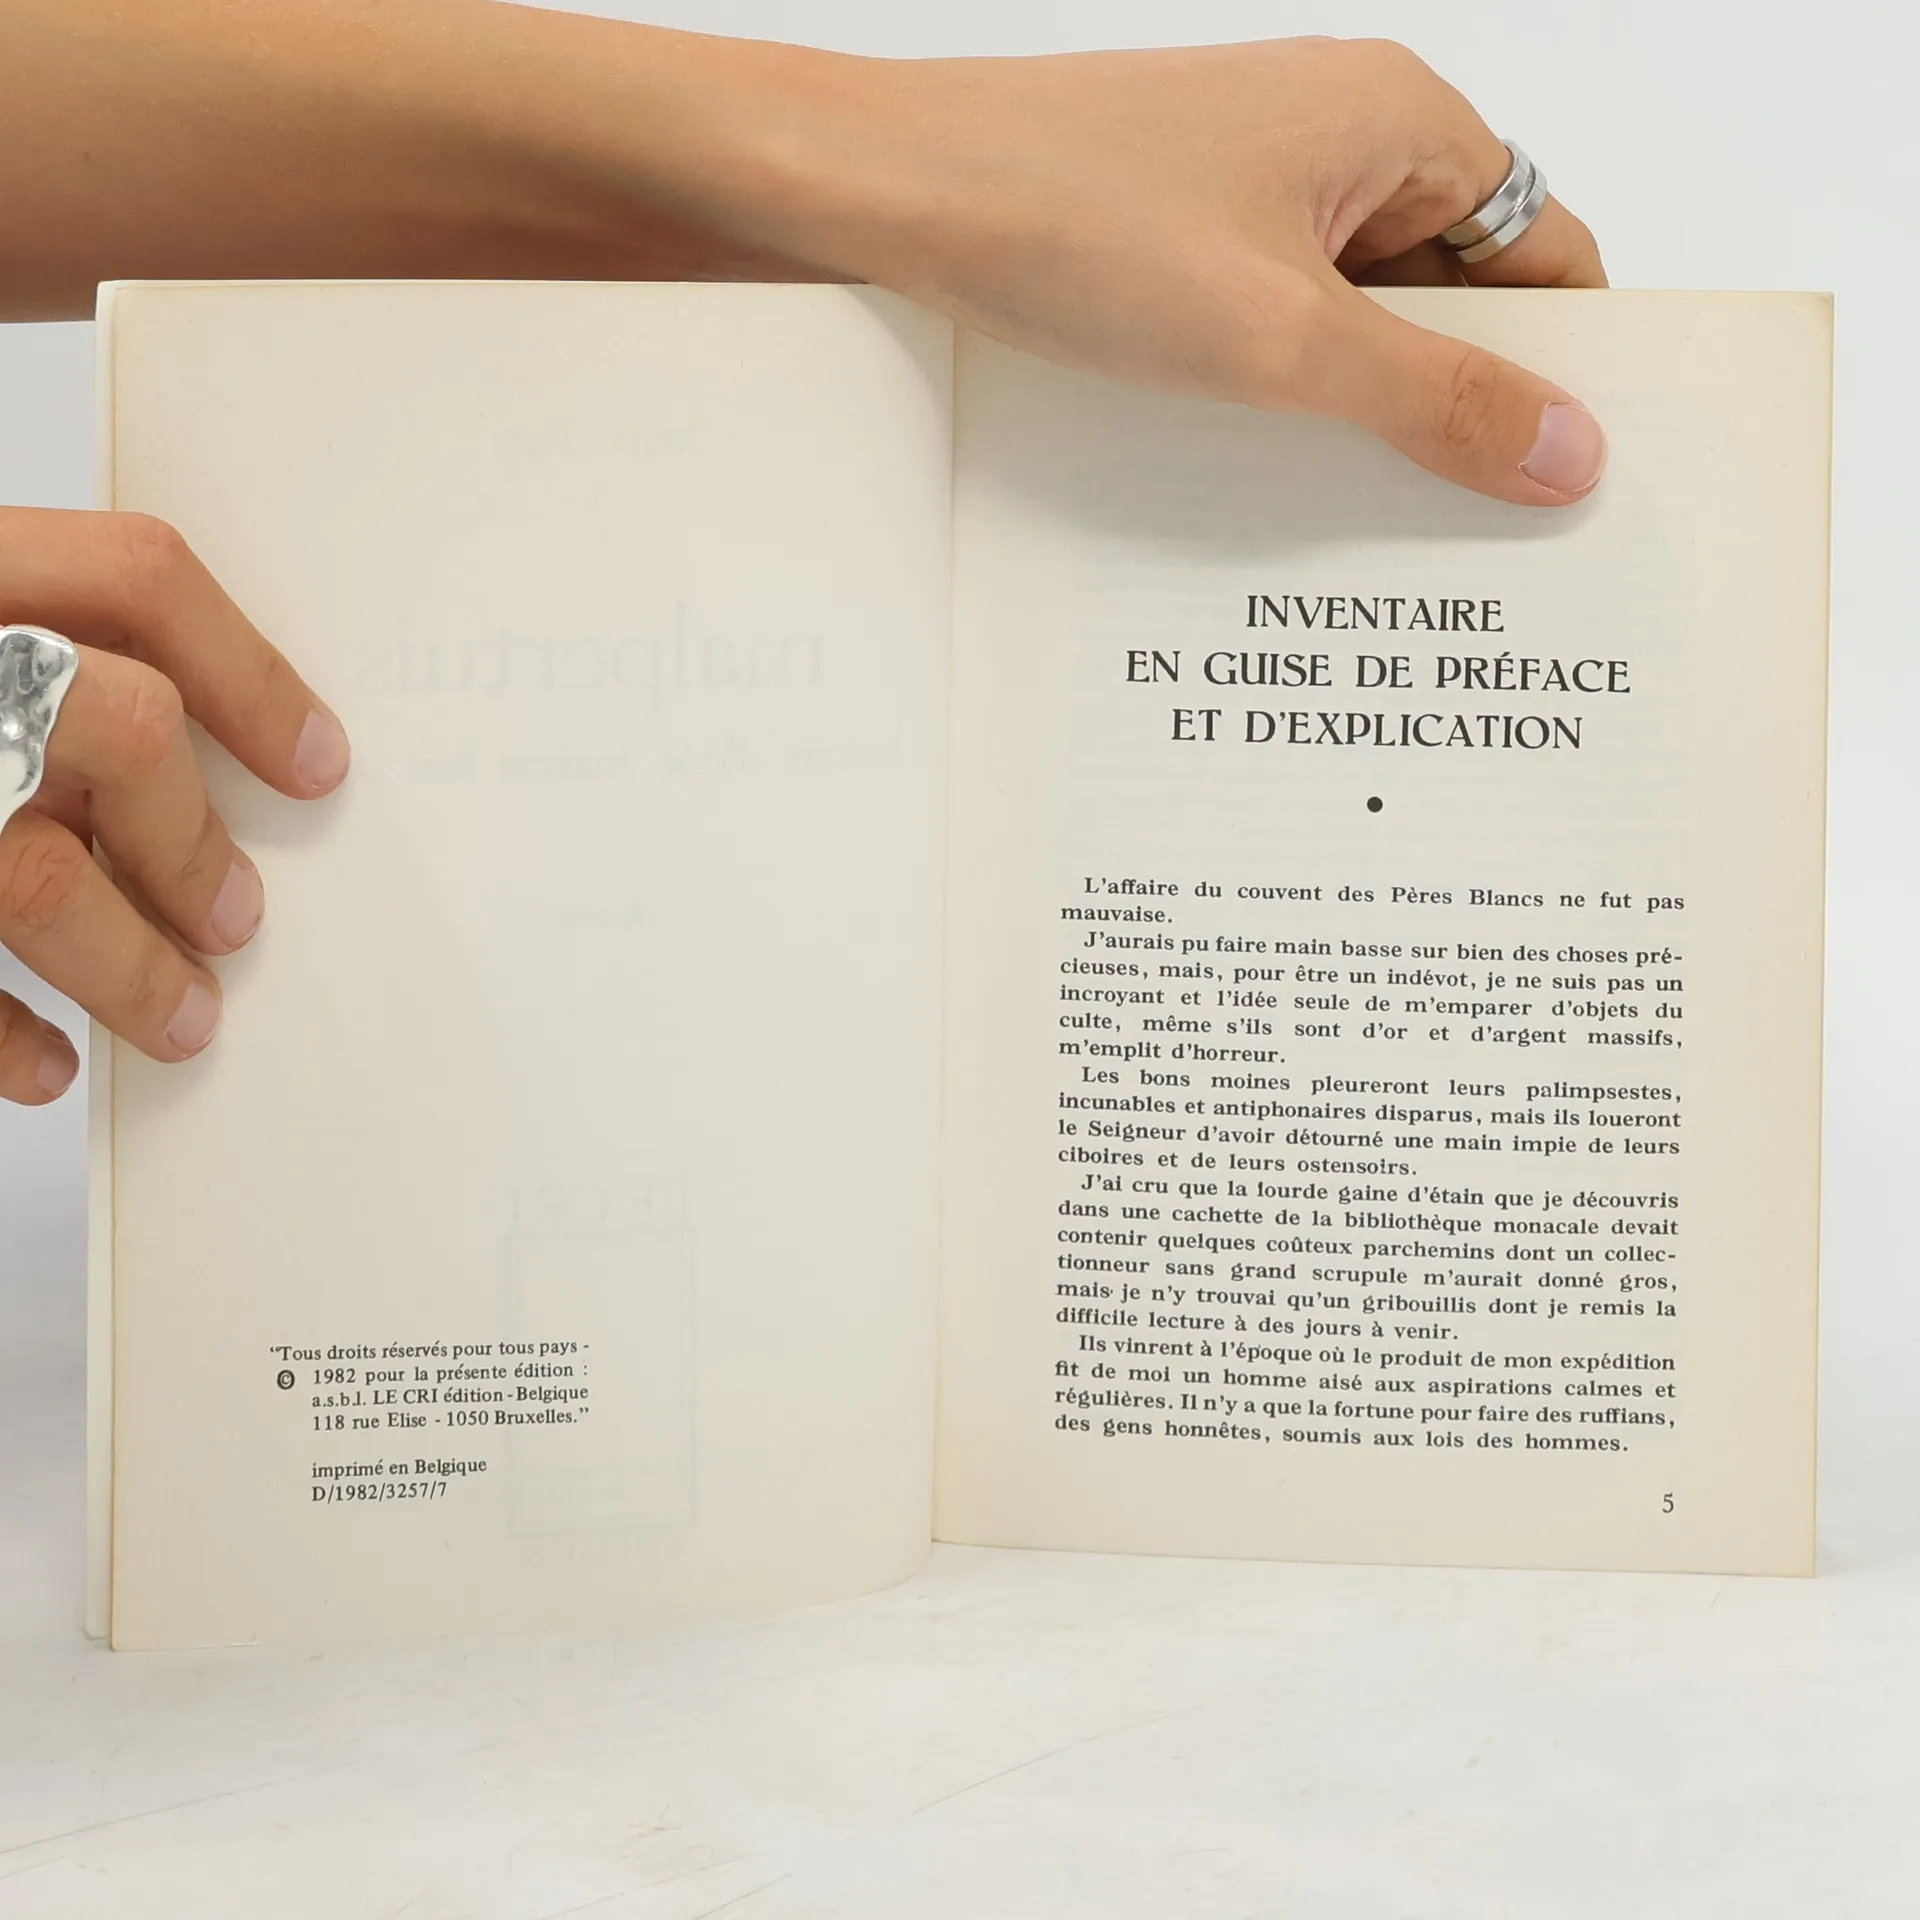 "Tous droits réservés pour tous pays -
© 1982 pour la présente édition :
a.s.b.l. LE CRI édition - Belgique
118 rue Elise - 1050 Bruxelles."
imprimé en Belgique
D/1982/3257/7
INVENTAIRE
EN GUISE DE PRÉFACE
ET D'EXPLICATION
•
L'affaire du couvent des Pères Blancs ne fut pas
mauvaise.
J'aurais pu faire main basse sur bien des choses pré-
cieuses, mais, pour être un indévot, je ne suis pas un
incroyant et l'idée seule de m'emparer d'objets du
culte, même s'ils sont d'or et d'argent massifs,
m'emplit d'horreur.
Les bons moines pleureront leurs palimpsestes,
incunables et antiphonaires disparus, mais ils loueront
le Seigneur d'avoir détourné une main impie de leurs
ciboires et de leurs ostensoirs.
J'ai cru que la lourde gaine d'étain que je découvris
dans une cachette de la bibliothèque monacale devait
contenir quelques coûteux parchemins dont un collec-
tionneur sans grand scrupule m'aurait donné gros,
mais je n'y trouvai qu'un gribouillis dont je remis la
difficile lecture à des jours à venir.
Ils vinrent à l'époque où le produit de mon expédition
fit de moi un homme aisé aux aspirations calmes et
régulières. Il n'y a que la fortune pour faire des ruffians,
des gens honnêtes, soumis aux lois des hommes.
5